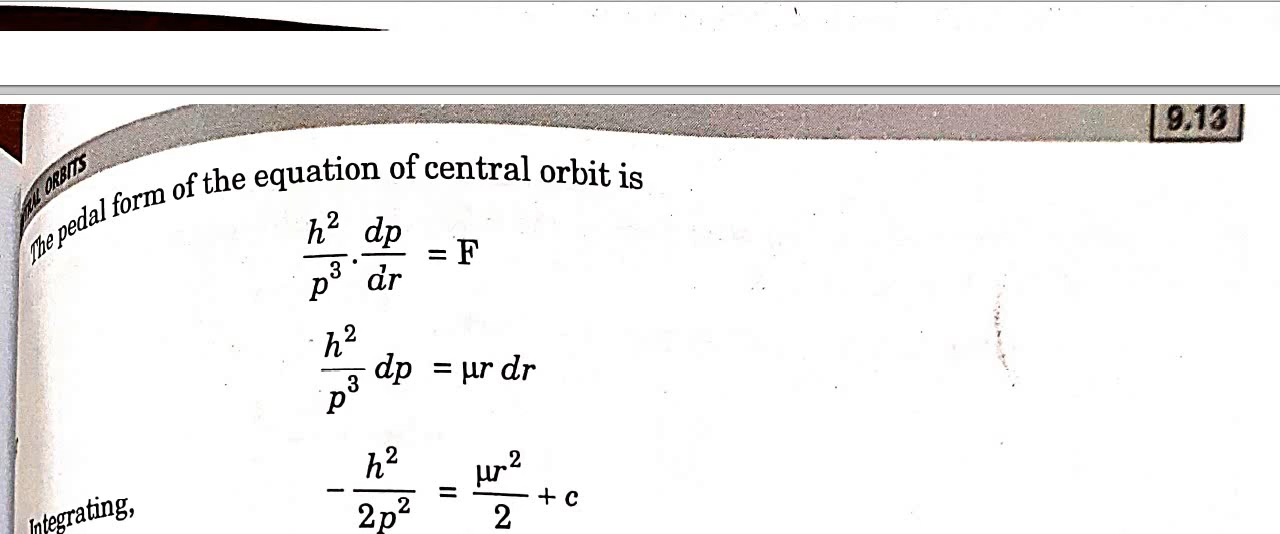 9.13
ORBITS
The pedal form of the equation of central orbit is
h²/p³ · dp/dr = F
h²/p³ dp = μr dr
Integrating, - h²/2p² = μr²/2 + c